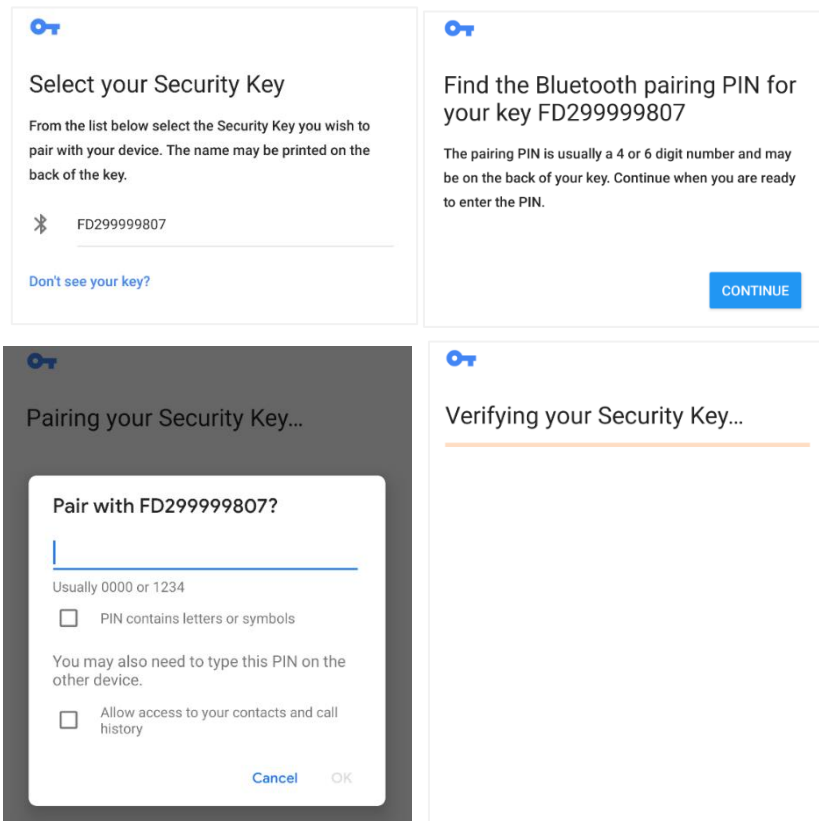 Select your Security Key
From the list below select the Security Key you wish to
pair with your device. The name may be printed on the
back of the key.
FD299999807
Don't see your key?
Find the Bluetooth pairing PIN for
your key FD299999807
The pairing PIN is usually a 4 or 6 digit number and may
be on the back of your key. Continue when you are ready
to enter the PIN.
CONTINUE
Pairing your Security Key...
Pair with FD299999807?
Usually 0000 or 1234
PIN contains letters or symbols
You may also need to type this PIN on the
other device.
Allow access to your contacts and call
history
Cancel OK
Verifying your Security Key...